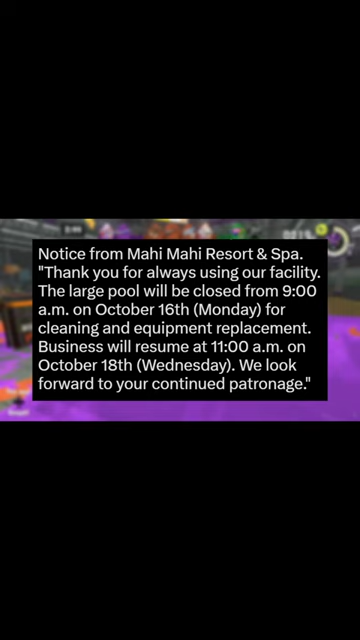 Notice from Mahi Mahi Resort & Spa.
"Thank you for always using our facility.
The large pool will be closed from 9:00
a.m. on October 16th (Monday) for
cleaning and equipment replacement.
Business will resume at 11:00 a.m. on
October 18th (Wednesday). We look
forward to your continued patronage."